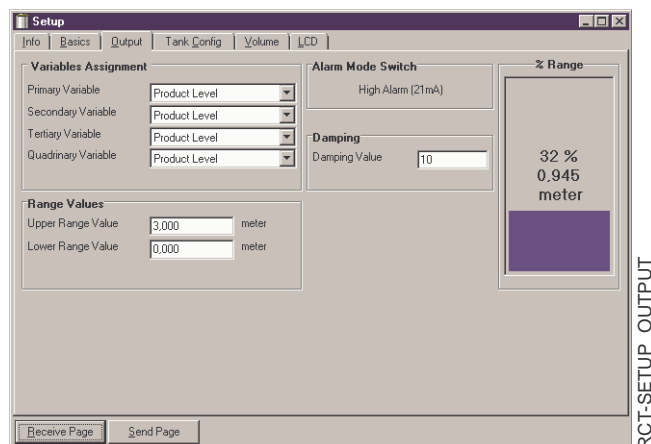 Setup
Info Basics Output Tank Config Volume LCD
Variables Assignment
Primary Variable Product Level
Secondary Variable Product Level
Tertiary Variable Product Level
Quadrinary Variable Product Level
Range Values
Upper Range Value 3,000 meter
Lower Range Value 0,000 meter
Alarm Mode Switch
High Alarm (21mA)
Damping
Damping Value 10
% Range
32 %
0,945
meter
Receive Page Send Page
RCT-SETUP OUTPUT